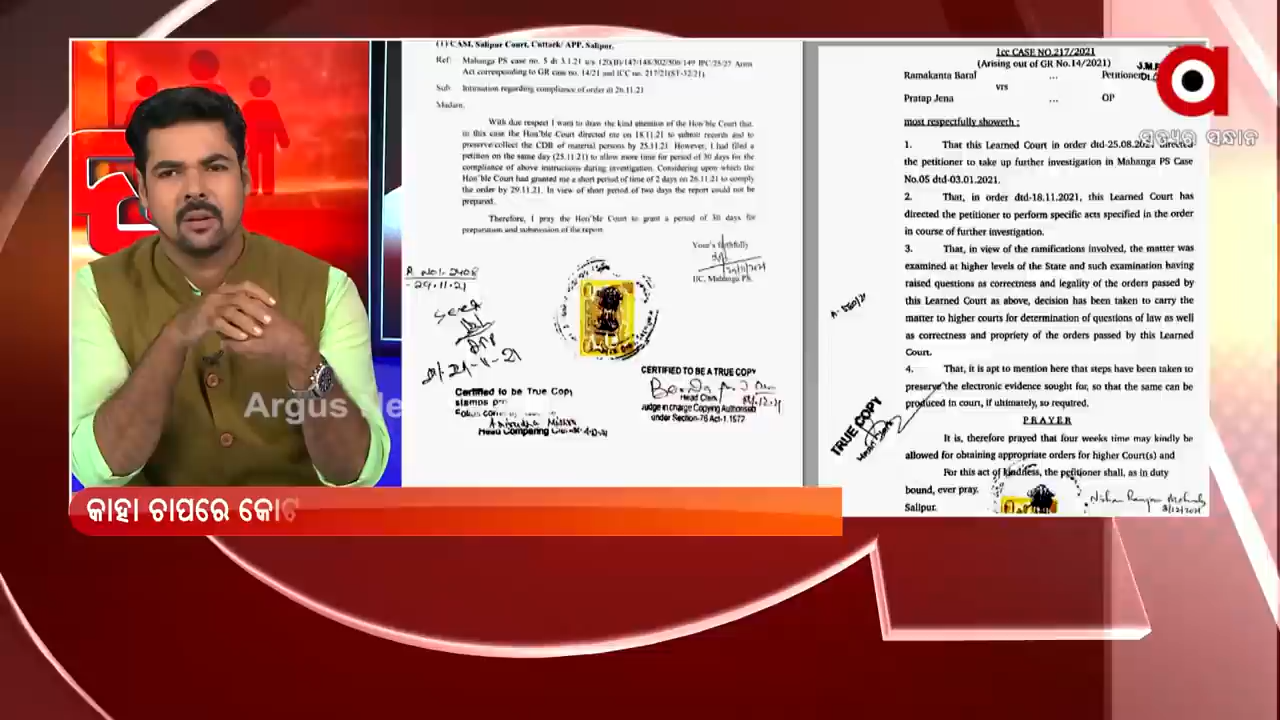 (1) CASE, Salipur Court, Cuttack/ APP, Salipur.
Ref: Mahanga PS case no. 5 dt 3.1.21 u/s 120(B)/147/148/302/506/149 IPC/25/27 Arms
Act corresponding to GR case no. 14/21 and ICC no. 217/21(ST-32/21)
Sub: Intimation regarding compliance of order dt 26.11.21
Madam,
With due respect I want to draw the kind attention of the Hon'ble Court that
in this case the Hon'ble Court directed me on 18.11.21 to submit records and to
preserve/collect the CDR of material persons by 25.11.21. However, I had filed a
petition on the same day (25.11.21) to allow more time for period of 30 days for the
compliance of above instructions during investigation. Considering upon which the
Hon'ble Court had granted me a short period of time of 2 days on 26.11.21 to comply
the order by 29.11.21. In view of short period of two days the report could not be
prepared.
Therefore, I pray the Hon'ble Court to grant a period of 30 days for
preparation and submission of the report.
Your's faithfully
29/11/2021
IIC, Mahanga PS.
29.11.21
CERTIFIED TO BE A TRUE COPY
Head Clerk
Judge in charge Copying Authorised
under Section-76 Act-1.1872
Certified to be True Copy
stamps
Head Comparing
1cc CASE NO.217/2021
(Arising out of GR No.14/2021)
Ramakanta Baral ... Petitioner
vrs
Pratap Jena ... OP
most respectfully showeth :
1. That this Learned Court in order dtd-25.08.2021 directed
the petitioner to take up further investigation in Mahanga PS Case
No.05 dtd-03.01.2021.
2. That, in order dtd-18.11.2021, this Learned Court has
directed the petitioner to perform specific acts specified in the order
in course of further investigation.
3. That, in view of the ramifications involved, the matter was
examined at higher levels of the State and such examination having
raised questions as correctness and legality of the orders passed by
this Learned Court as above, decision has been taken to carry the
matter to higher courts for determination of questions of law as well
as correctness and propriety of the orders passed by this Learned
Court.
4. That, it is apt to mention here that steps have been taken to
preserve the electronic evidence sought for, so that the same can be
produced in court, if ultimately, so required.
PRAYER
It is, therefore prayed that four weeks time may kindly be
allowed for obtaining appropriate orders for higher Court(s) and
For this act of kindness, the petitioner shall, as in duty
bound, ever pray.
Salipur.
3/12/2021
TRUE COPY
ସତ୍ୟର ସନ୍ଧାନ
Argus Ne
କାହା ଚାପରେ କୋର୍ଟ